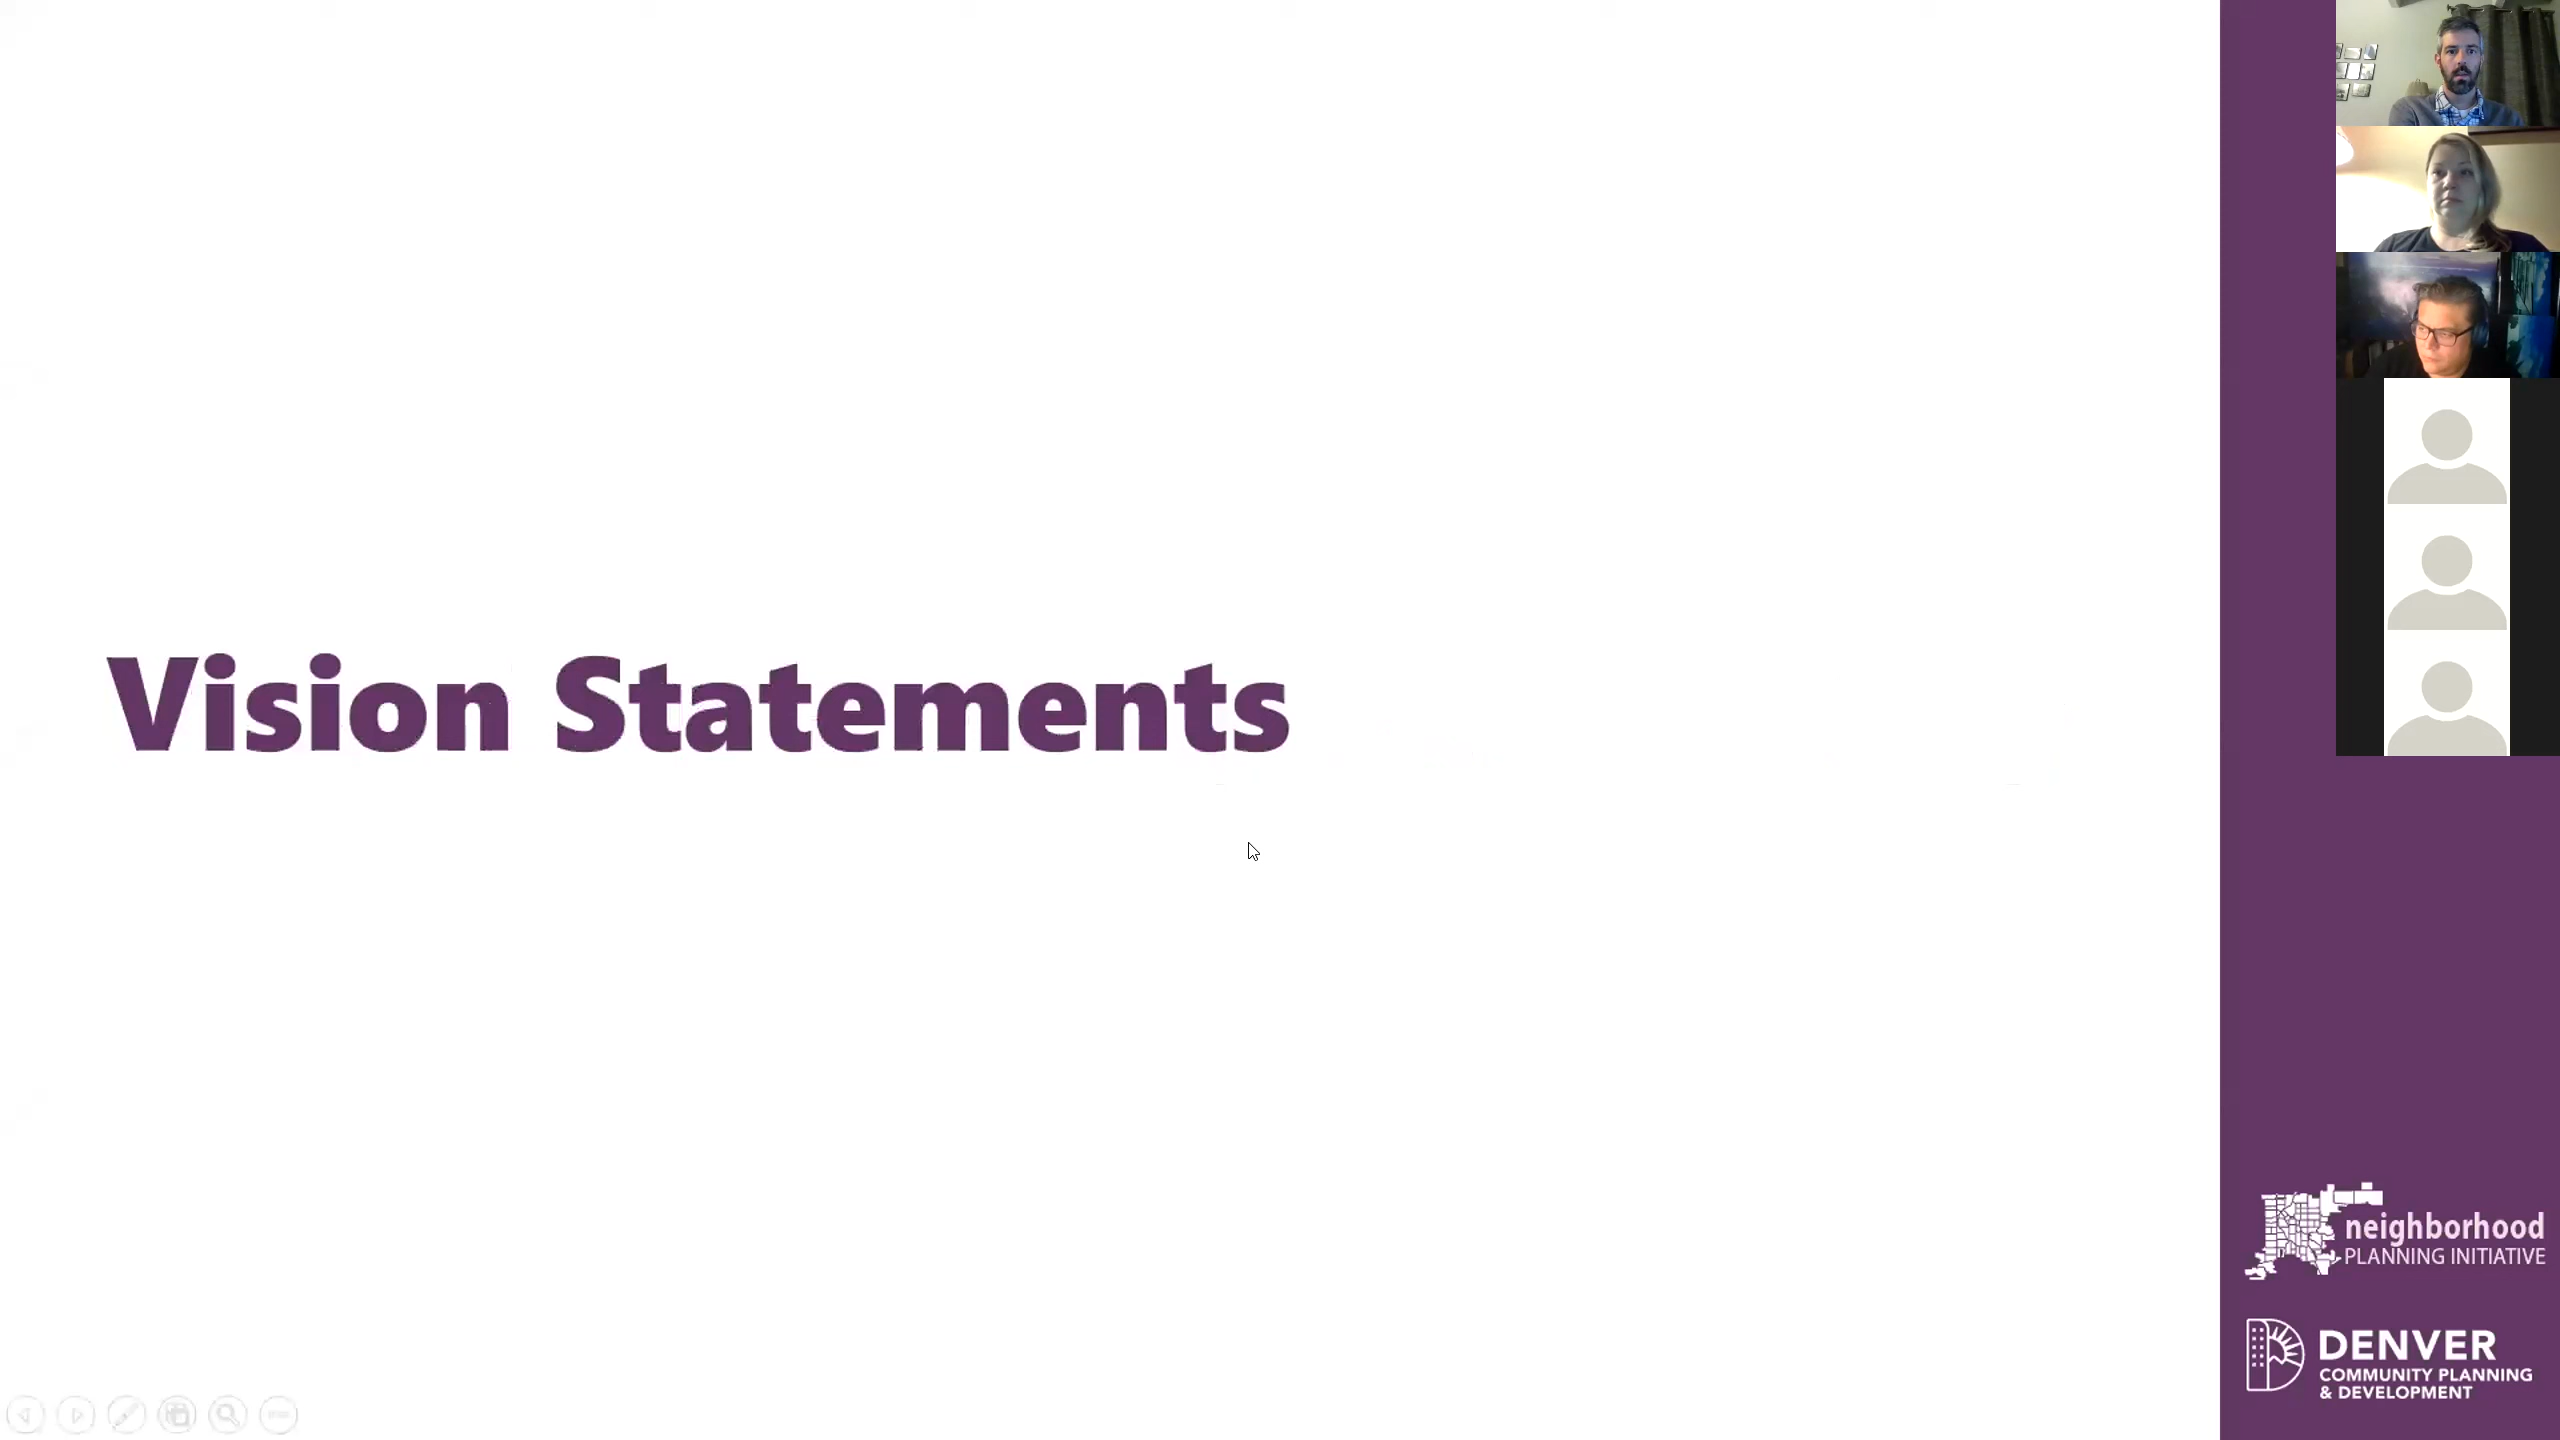 Vision Statements
neighborhood
PLANNING INITIATIVE
DENVER
COMMUNITY PLANNING
& DEVELOPMENT